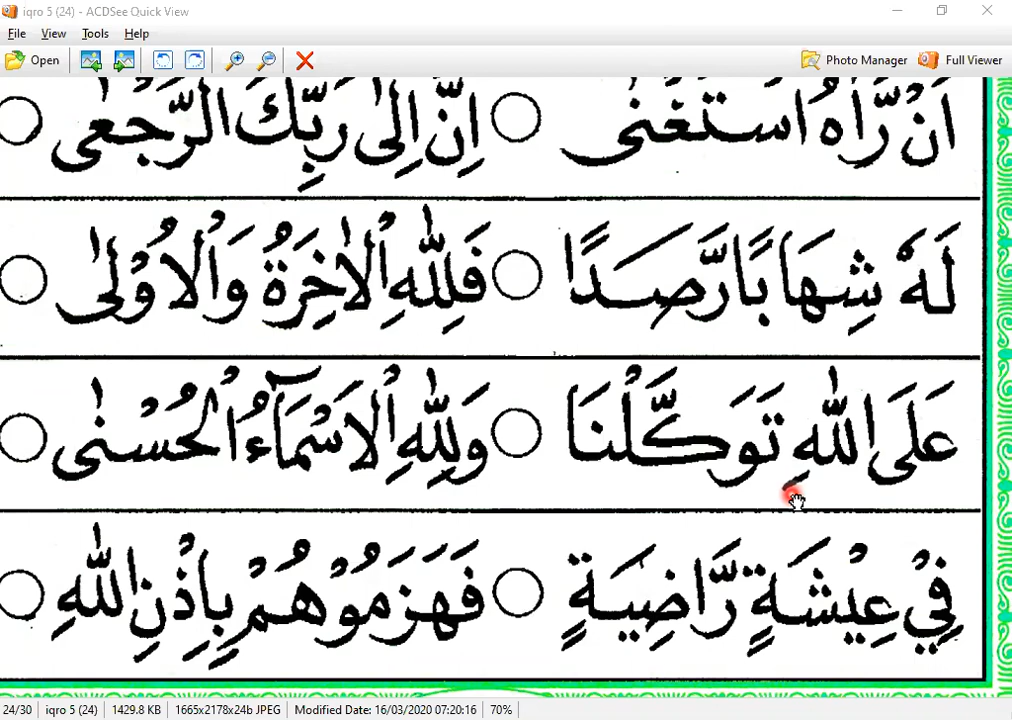 iqro 5 (24) - ACDSee Quick View
File View Tools Help
Open Photo Manager Full Viewer
اَنْ رَّاٰهُ اسْتَغْنٰى ○ اِنَّ اِلٰى رَبِّكَ الرُّجْعٰى ○
لَهٗ شِهَابًا رَّصَدًا ○ فَلِلّٰهِ الْاٰخِرَةُ وَالْاُوْلٰى ○
عَلَى اللّٰهِ تَوَكَّلْنَا ○ وَلِلّٰهِ الْاَسْمَآءُ الْحُسْنٰى ○
فِيْ عِيْشَةٍ رَّاضِيَةٍ ○ فَهَزَمُوْهُمْ بِاِذْنِ اللّٰهِ ○
24/30 iqro 5 (24) 1429.8 KB 1665x2178x24b JPEG Modified Date: 16/03/2020 07:20:16 70%